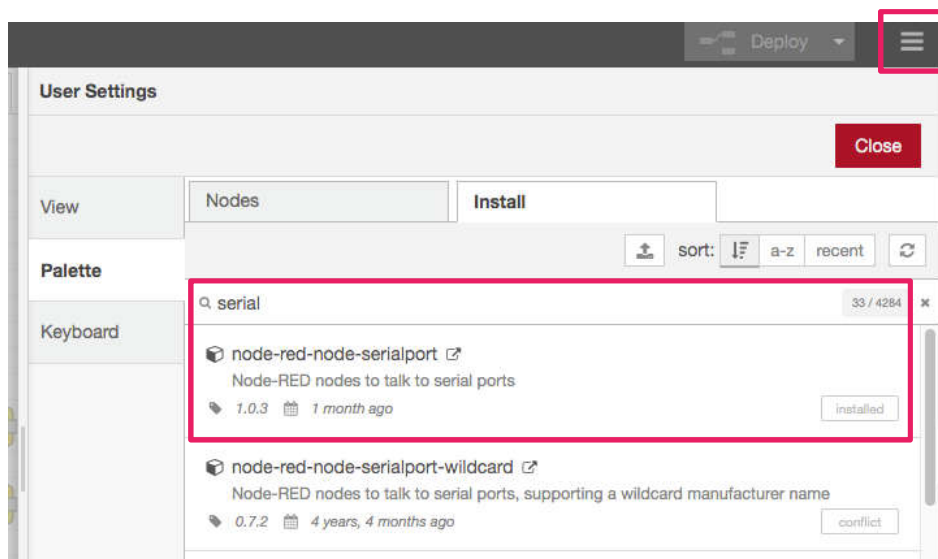 Deploy
User Settings
Close
View
Nodes
Install
sort:
a-z
recent
Palette
serial
33 / 4284
Keyboard
node-red-node-serialport
Node-RED nodes to talk to serial ports
1.0.3
1 month ago
installed
node-red-node-serialport-wildcard
Node-RED nodes to talk to serial ports, supporting a wildcard manufacturer name
0.7.2
4 years, 4 months ago
conflict